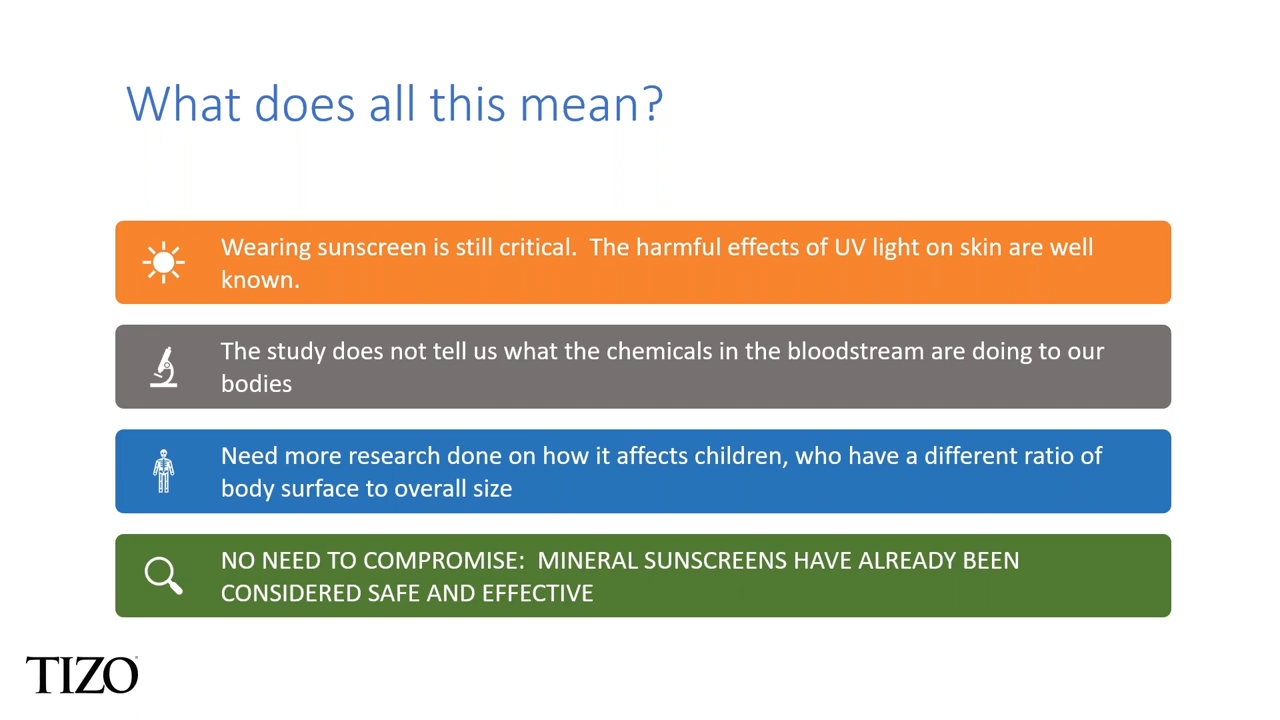 What does all this mean?
Wearing sunscreen is still critical.  The harmful effects of UV light on skin are well
known.
The study does not tell us what the chemicals in the bloodstream are doing to our
bodies
Need more research done on how it affects children, who have a different ratio of
body surface to overall size
NO NEED TO COMPROMISE:  MINERAL SUNSCREENS HAVE ALREADY BEEN
CONSIDERED SAFE AND EFFECTIVE
TIZO